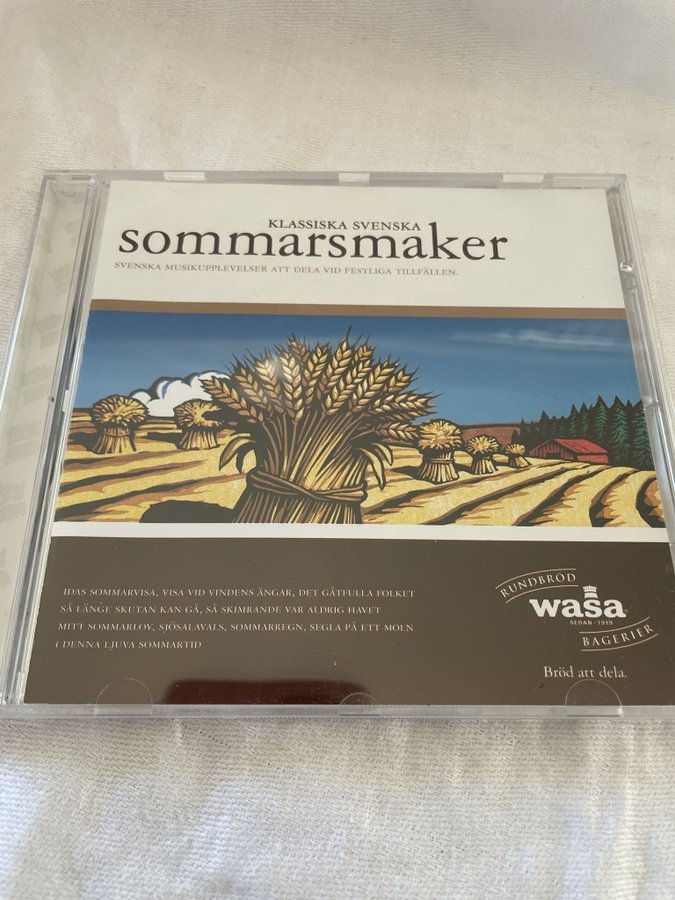 KLASSISKA SVENSKA
sommarsmaker
SVENSKA MUSIKUPPLEVELSER ATT DELA VID FESTLIGA TILLFÄLLEN.
IDAS SOMMARVISA, VISA VID VINDENS ÄNGAR, DET GÅTFULLA FOLKET
SÅ LÄNGE SKUTAN KAN GÅ, SÅ SKIMRANDE VAR ALDRIG HAVET
MITT SOMMARLOV, SJÖSALAVALS, SOMMARREGN, SEGLA PÅ ETT MOLN
I DENNA LJUVA SOMMARTID
RUNDBRÖD
wasa
SEDAN · 1919
BAGERIER
Bröd att dela.